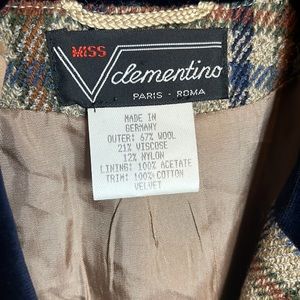 MISS
Vclementino
PARIS - ROMA
MADE IN
GERMANY
OUTER: 67% WOOL
21% VISCOSE
12% NYLON
LINING: 100% ACETATE
TRIM: 100% COTTON
VELVET